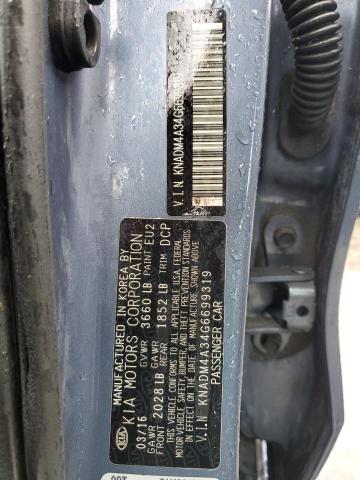 V.I.N. KNADM4A34G6699319
MANUFACTURED IN KOREA BY
KIA MOTORS CORPORATION
03/16 GVWR 3660 LB PAINT EU2
GAWR FRONT 2028 LB GAWR REAR 1852 LB TRIM DCP
THIS VEHICLE CONFORMS TO ALL APPLICABLE U.S.A. FEDERAL
MOTOR VEHICLE SAFETY, BUMPER, AND THEFT PREVENTION STANDARDS
IN EFFECT ON THE DATE OF MANUFACTURE SHOWN ABOVE.
V.I.N. KNADM4A34G6699319
PASSENGER CAR
KIA